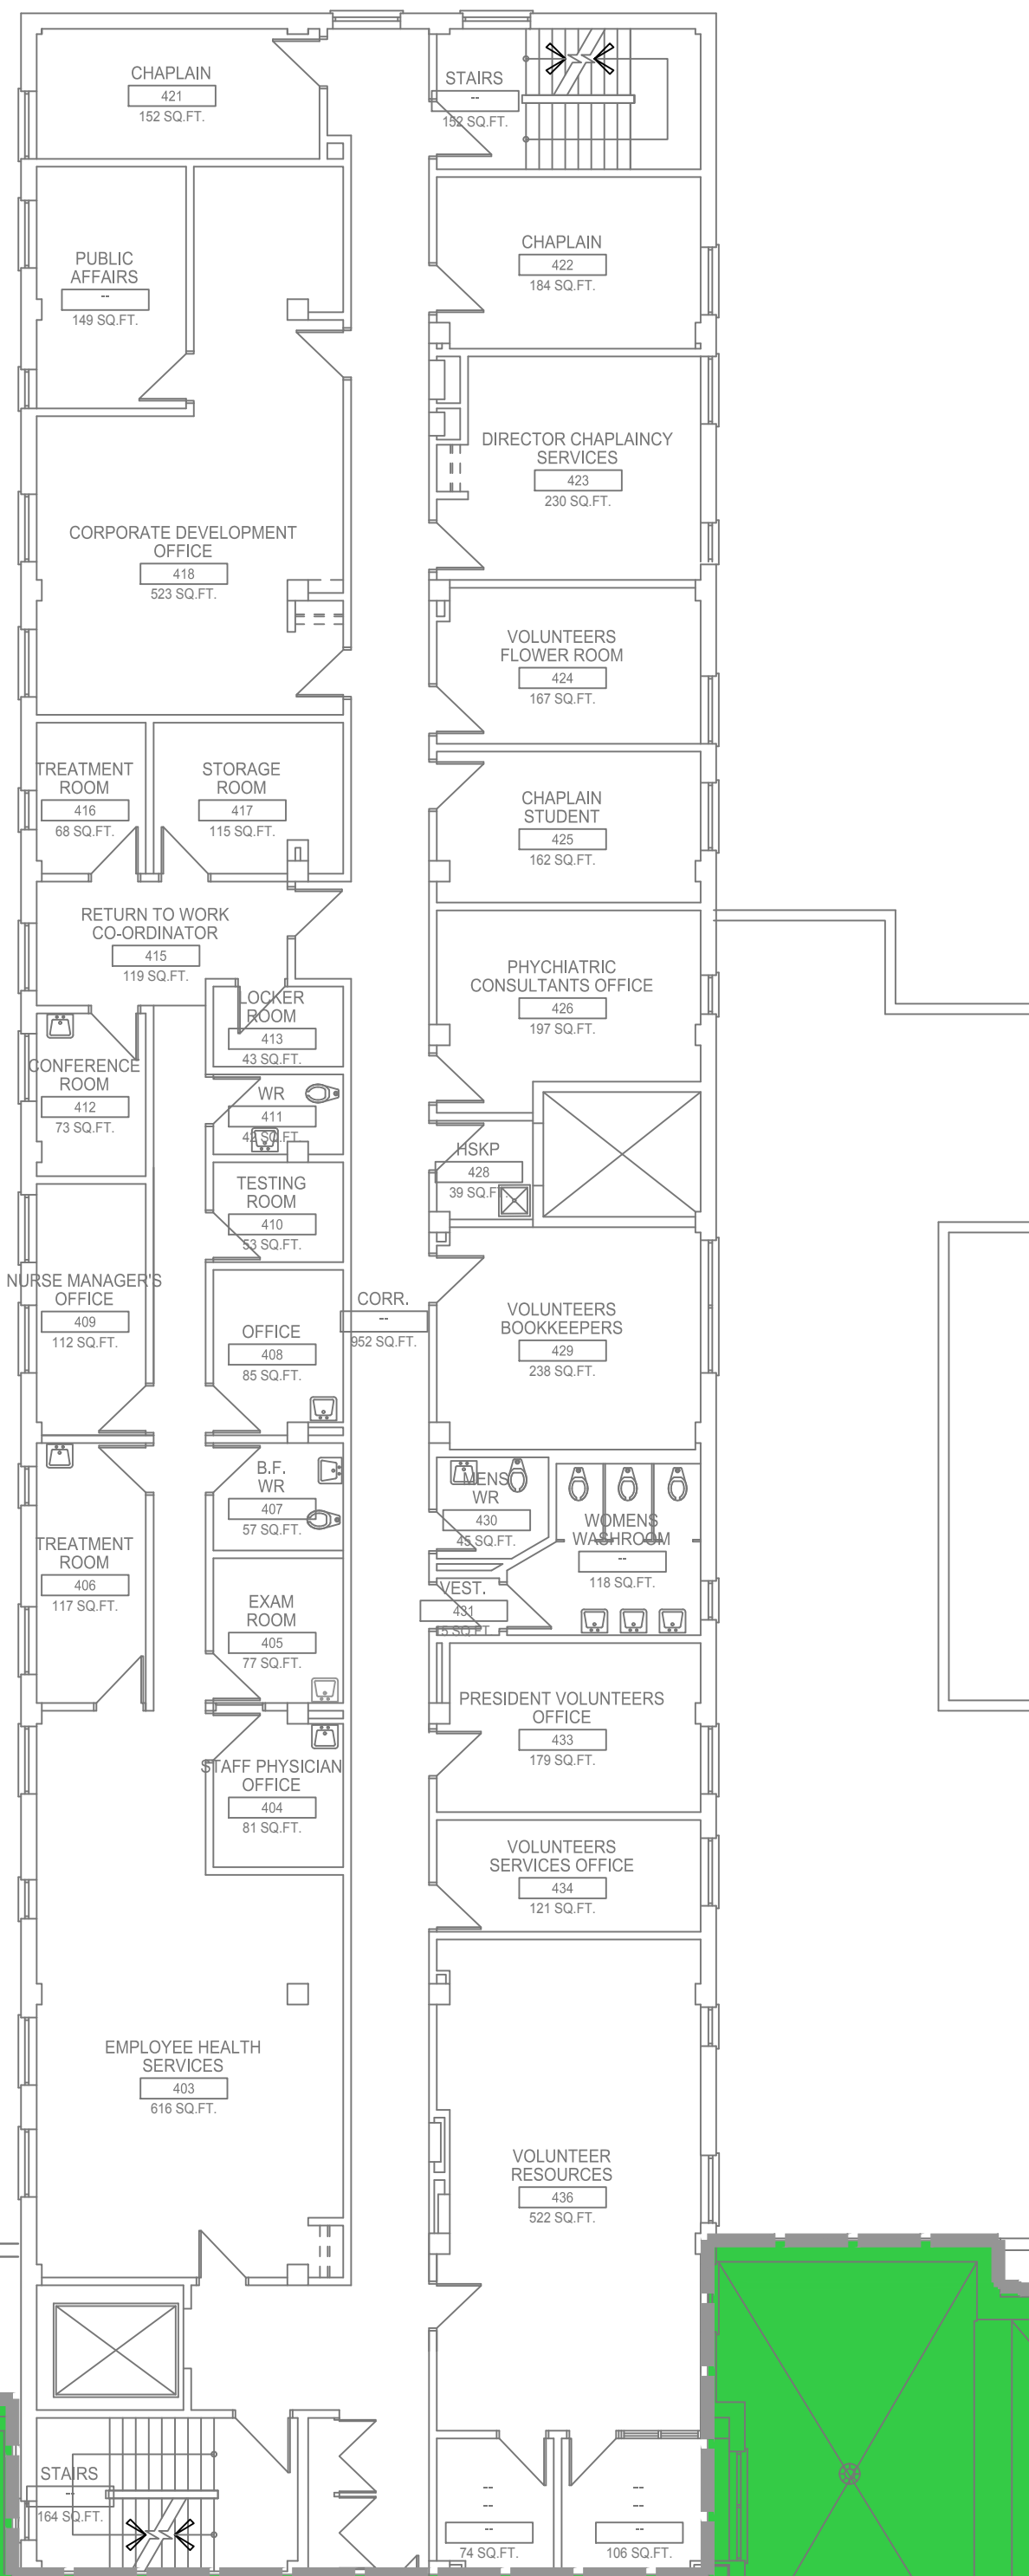 CHAPLAIN
421
152 SQ.FT.
STAIRS
--
152 SQ.FT.
PUBLIC
AFFAIRS
--
149 SQ.FT.
CHAPLAIN
422
184 SQ.FT.
DIRECTOR CHAPLAINCY
SERVICES
423
230 SQ.FT.
CORPORATE DEVELOPMENT
OFFICE
418
523 SQ.FT.
VOLUNTEERS
FLOWER ROOM
424
167 SQ.FT.
TREATMENT
ROOM
416
68 SQ.FT.
STORAGE
ROOM
417
115 SQ.FT.
CHAPLAIN
STUDENT
425
162 SQ.FT.
RETURN TO WORK
CO-ORDINATOR
415
119 SQ.FT.
PHYCHIATRIC
CONSULTANTS OFFICE
426
197 SQ.FT.
LOCKER
ROOM
413
43 SQ.FT.
CONFERENCE
ROOM
412
73 SQ.FT.
WR
411
42 SQ.FT.
HSKP
428
39 SQ.FT.
TESTING
ROOM
410
53 SQ.FT.
NURSE MANAGER'S
OFFICE
409
112 SQ.FT.
OFFICE
408
85 SQ.FT.
CORR.
--
952 SQ.FT.
VOLUNTEERS
BOOKKEEPERS
429
238 SQ.FT.
B.F.
WR
407
57 SQ.FT.
MENS
WR
430
45 SQ.FT.
WOMENS
WASHROOM
--
118 SQ.FT.
TREATMENT
ROOM
406
117 SQ.FT.
EXAM
ROOM
405
77 SQ.FT.
VEST.
431
SQ.FT.
PRESIDENT VOLUNTEERS
OFFICE
433
179 SQ.FT.
STAFF PHYSICIAN
OFFICE
404
81 SQ.FT.
VOLUNTEERS
SERVICES OFFICE
434
121 SQ.FT.
EMPLOYEE HEALTH
SERVICES
403
616 SQ.FT.
VOLUNTEER
RESOURCES
436
522 SQ.FT.
STAIRS
--
164 SQ.FT.
--
--
--
74 SQ.FT.
--
--
--
106 SQ.FT.